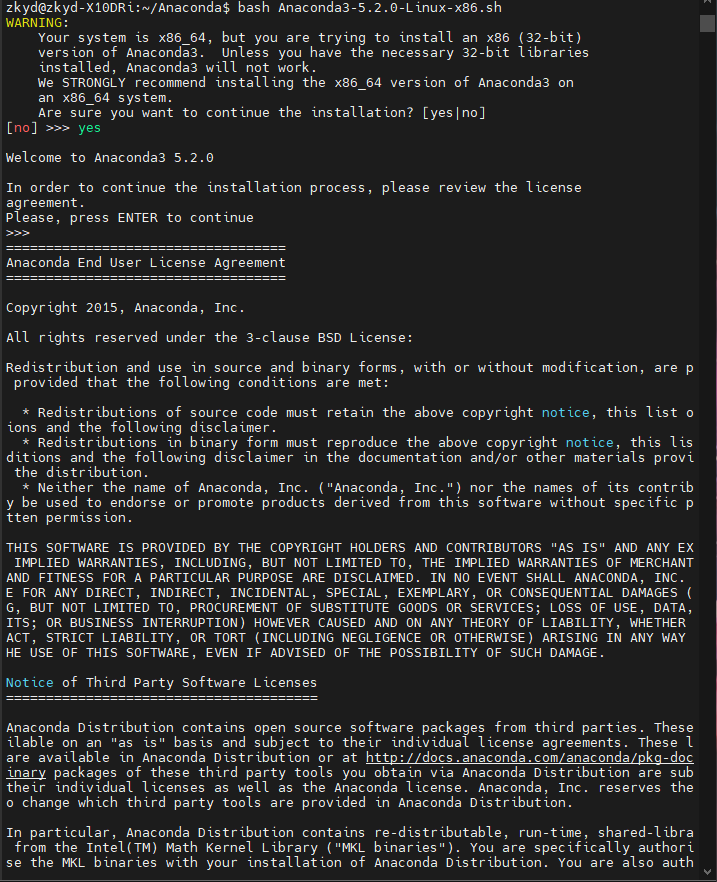 zkyd@zkyd-X10DRi:~/Anaconda$ bash Anaconda3-5.2.0-Linux-x86.sh
WARNING:
    Your system is x86_64, but you are trying to install an x86 (32-bit)
    version of Anaconda3.  Unless you have the necessary 32-bit libraries
    installed, Anaconda3 will not work.
    We STRONGLY recommend installing the x86_64 version of Anaconda3 on
    an x86_64 system.
    Are sure you want to continue the installation? [yes|no]
[no] >>> yes

Welcome to Anaconda3 5.2.0

In order to continue the installation process, please review the license
agreement.
Please, press ENTER to continue
>>>
===================================
Anaconda End User License Agreement
===================================

Copyright 2015, Anaconda, Inc.

All rights reserved under the 3-clause BSD License:

Redistribution and use in source and binary forms, with or without modification, are p
 provided that the following conditions are met:

  * Redistributions of source code must retain the above copyright notice, this list o
ions and the following disclaimer.
  * Redistributions in binary form must reproduce the above copyright notice, this lis
ditions and the following disclaimer in the documentation and/or other materials provi
 the distribution.
  * Neither the name of Anaconda, Inc. ("Anaconda, Inc.") nor the names of its contrib
y be used to endorse or promote products derived from this software without specific p
tten permission.

THIS SOFTWARE IS PROVIDED BY THE COPYRIGHT HOLDERS AND CONTRIBUTORS "AS IS" AND ANY EX
 IMPLIED WARRANTIES, INCLUDING, BUT NOT LIMITED TO, THE IMPLIED WARRANTIES OF MERCHANT
AND FITNESS FOR A PARTICULAR PURPOSE ARE DISCLAIMED. IN NO EVENT SHALL ANACONDA, INC.
E FOR ANY DIRECT, INDIRECT, INCIDENTAL, SPECIAL, EXEMPLARY, OR CONSEQUENTIAL DAMAGES (
G, BUT NOT LIMITED TO, PROCUREMENT OF SUBSTITUTE GOODS OR SERVICES; LOSS OF USE, DATA,
ITS; OR BUSINESS INTERRUPTION) HOWEVER CAUSED AND ON ANY THEORY OF LIABILITY, WHETHER
ACT, STRICT LIABILITY, OR TORT (INCLUDING NEGLIGENCE OR OTHERWISE) ARISING IN ANY WAY
HE USE OF THIS SOFTWARE, EVEN IF ADVISED OF THE POSSIBILITY OF SUCH DAMAGE.

Notice of Third Party Software Licenses
=======================================

Anaconda Distribution contains open source software packages from third parties. These
ilable on an "as is" basis and subject to their individual license agreements. These l
are available in Anaconda Distribution or at http://docs.anaconda.com/anaconda/pkg-doc
inary packages of these third party tools you obtain via Anaconda Distribution are sub
their individual licenses as well as the Anaconda license. Anaconda, Inc. reserves the
o change which third party tools are provided in Anaconda Distribution.

In particular, Anaconda Distribution contains re-distributable, run-time, shared-libra
 from the Intel(TM) Math Kernel Library ("MKL binaries"). You are specifically authori
se the MKL binaries with your installation of Anaconda Distribution. You are also auth